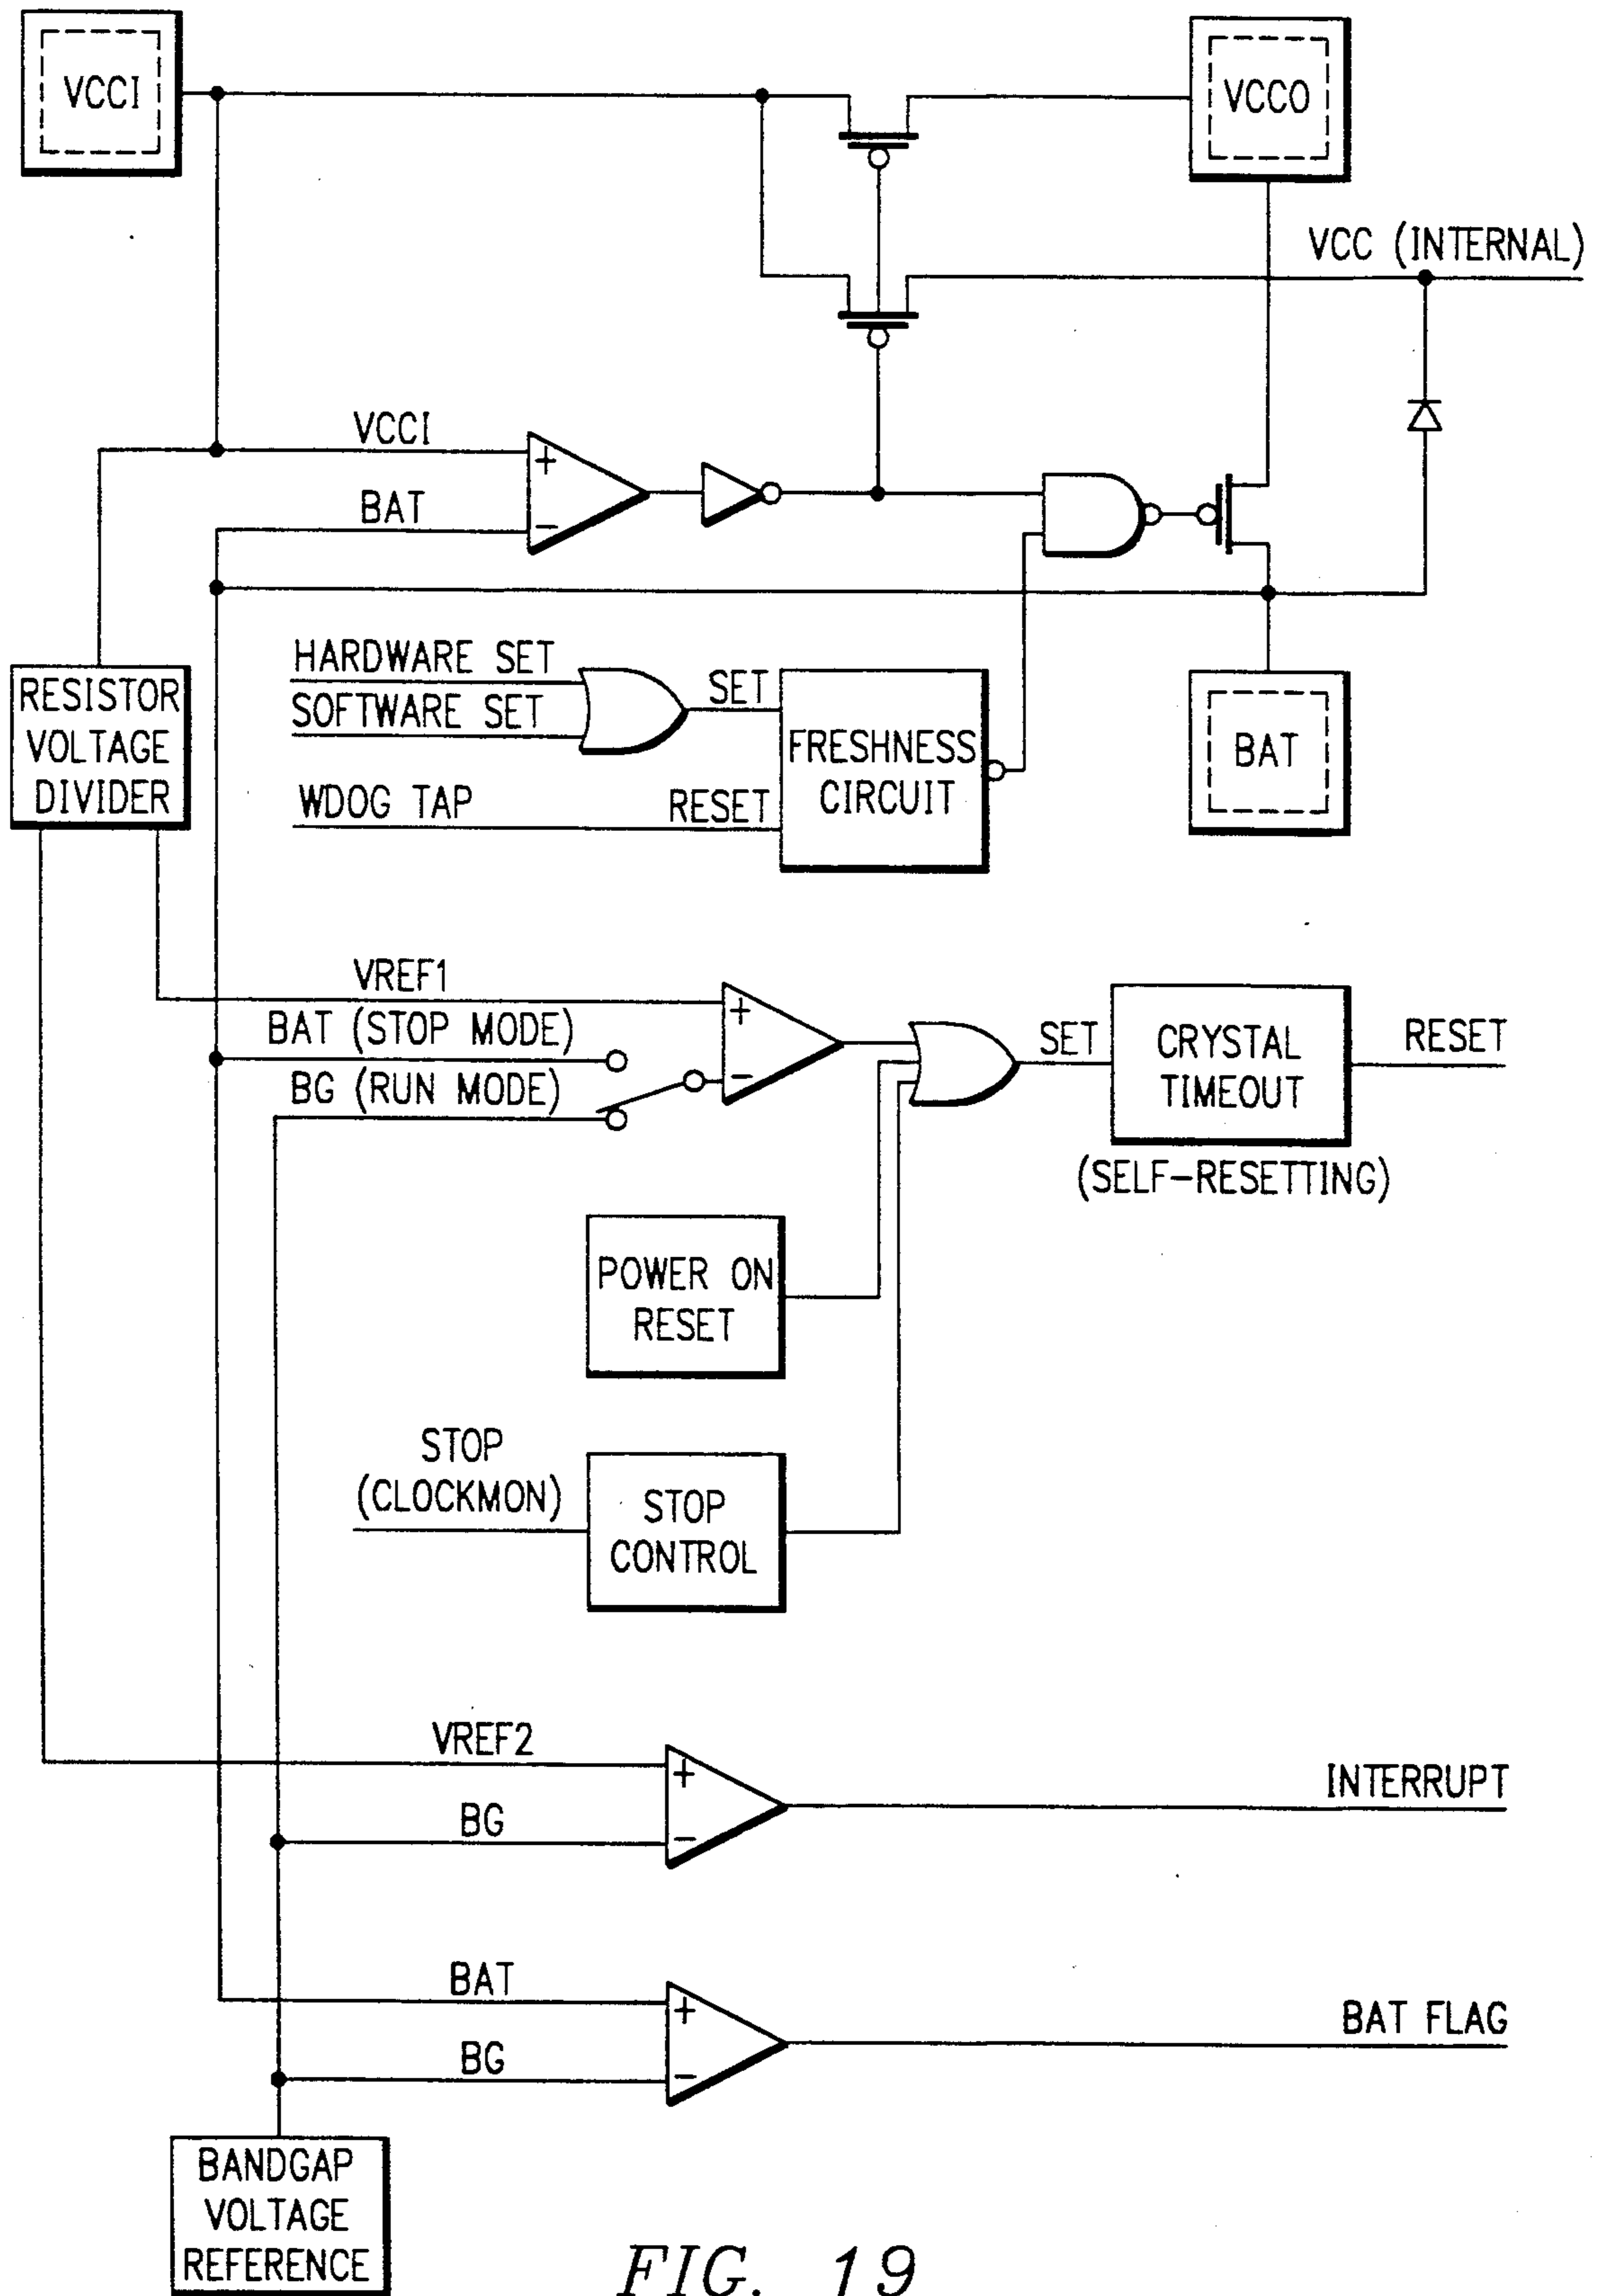 VCCI
VCCO
VCC (INTERNAL)
VCCI
+
BAT
−
HARDWARE SET
SOFTWARE SET
SET
WDOG TAP
RESET
FRESHNESS
CIRCUIT
BAT
RESISTOR
VOLTAGE
DIVIDER
VREF1
+
BAT (STOP MODE)
BG (RUN MODE)
−
SET
CRYSTAL
TIMEOUT
RESET
(SELF-RESETTING)
POWER ON
RESET
STOP
(CLOCKMON)
STOP
CONTROL
VREF2
+
INTERRUPT
BG
−
BAT
+
BAT FLAG
BG
−
BANDGAP
VOLTAGE
REFERENCE
FIG. 19